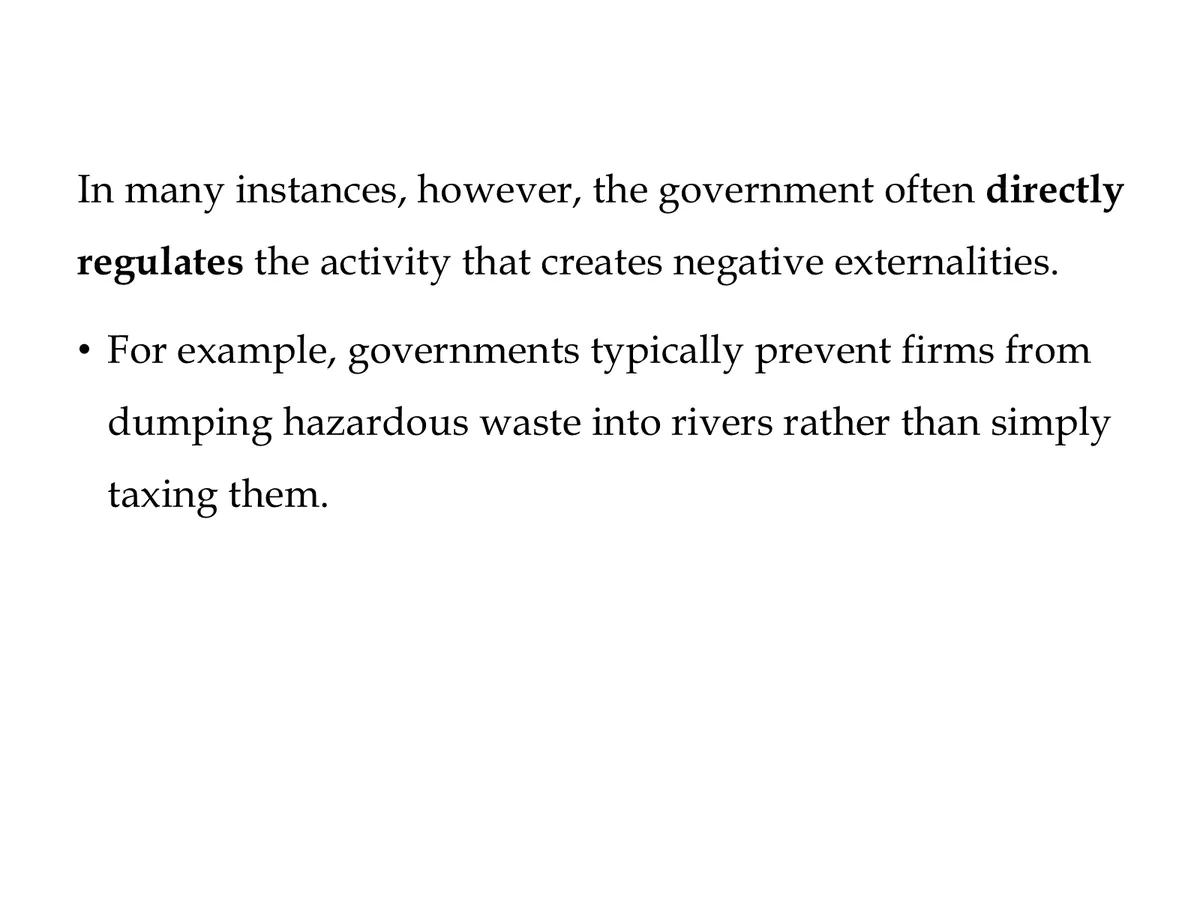 In many instances, however, the government often directly
regulates the activity that creates negative externalities.
• For example, governments typically prevent firms from
dumping hazardous waste into rivers rather than simply
taxing them.